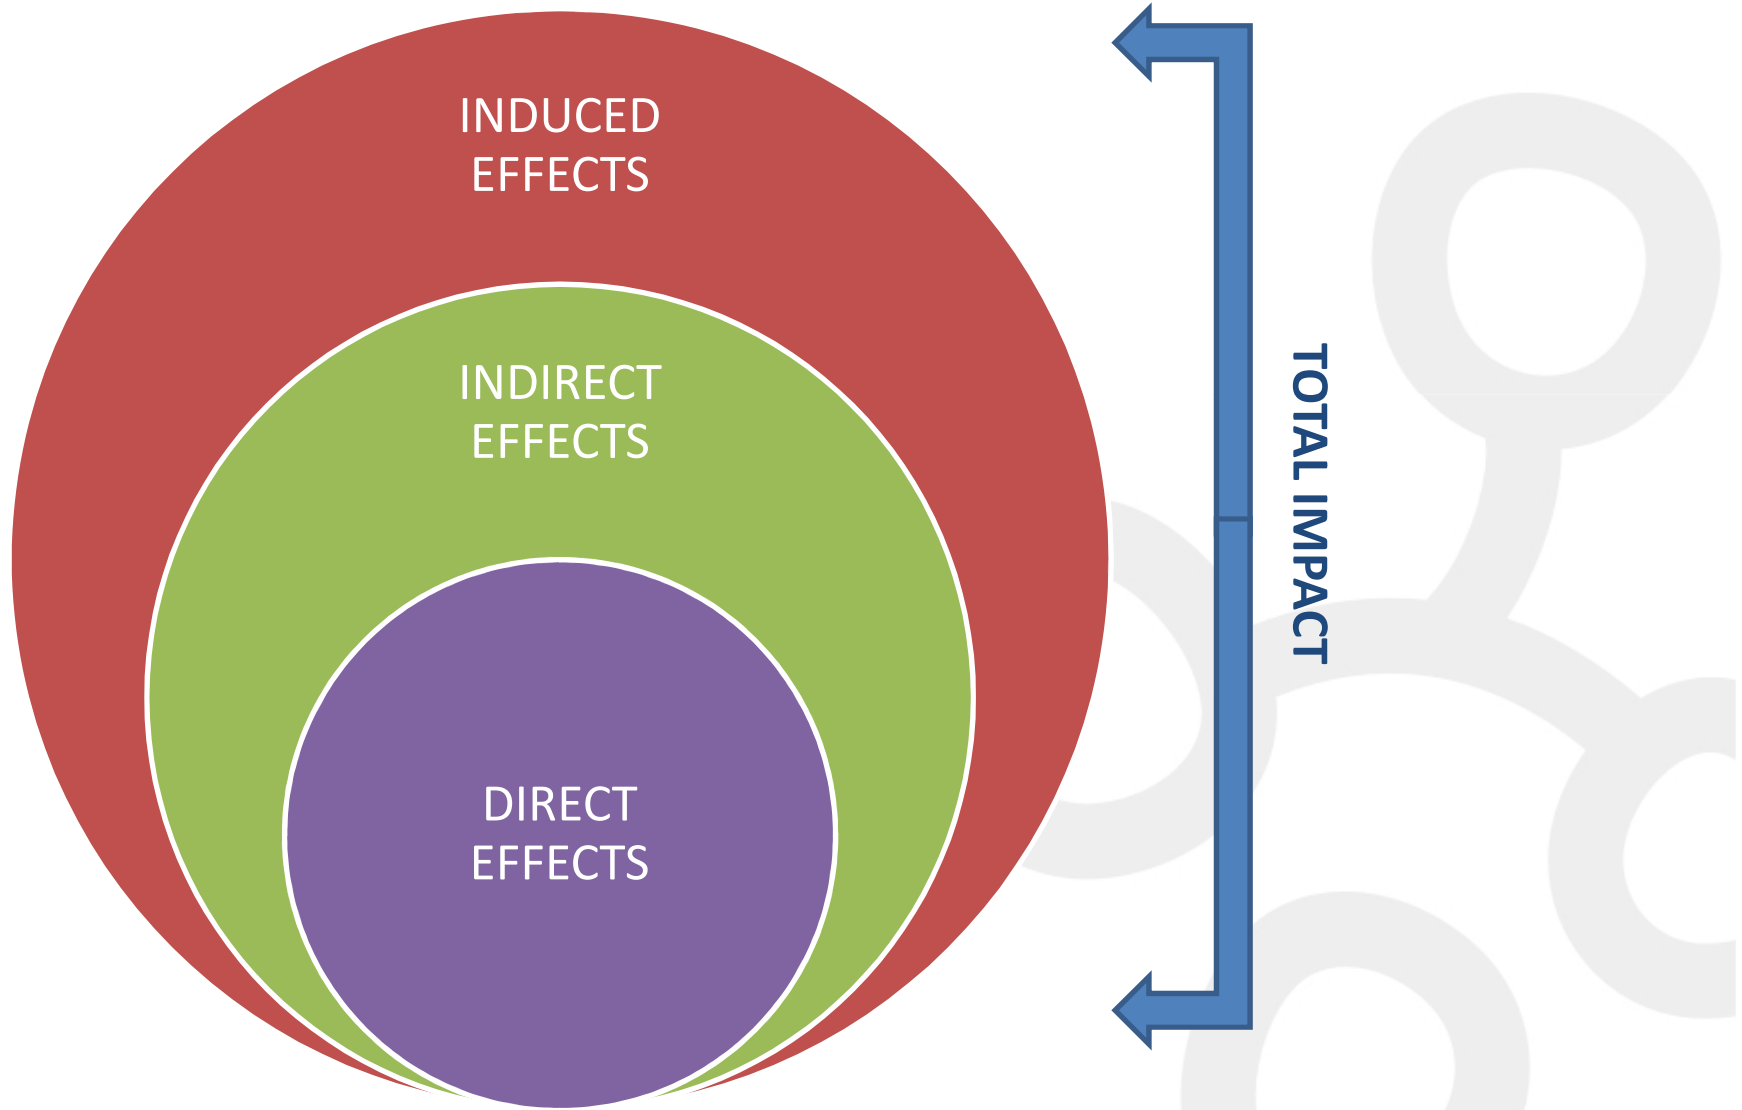 INDUCED
EFFECTS
INDIRECT
EFFECTS
DIRECT
EFFECTS
TOTAL IMPACT